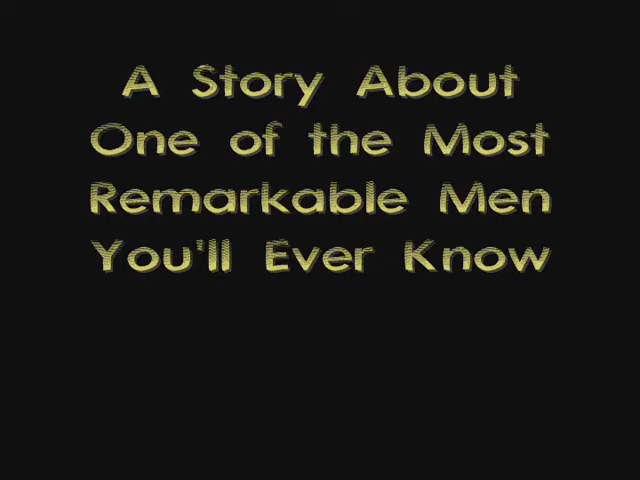 A Story About
One of the Most
Remarkable Men
You'll Ever Know